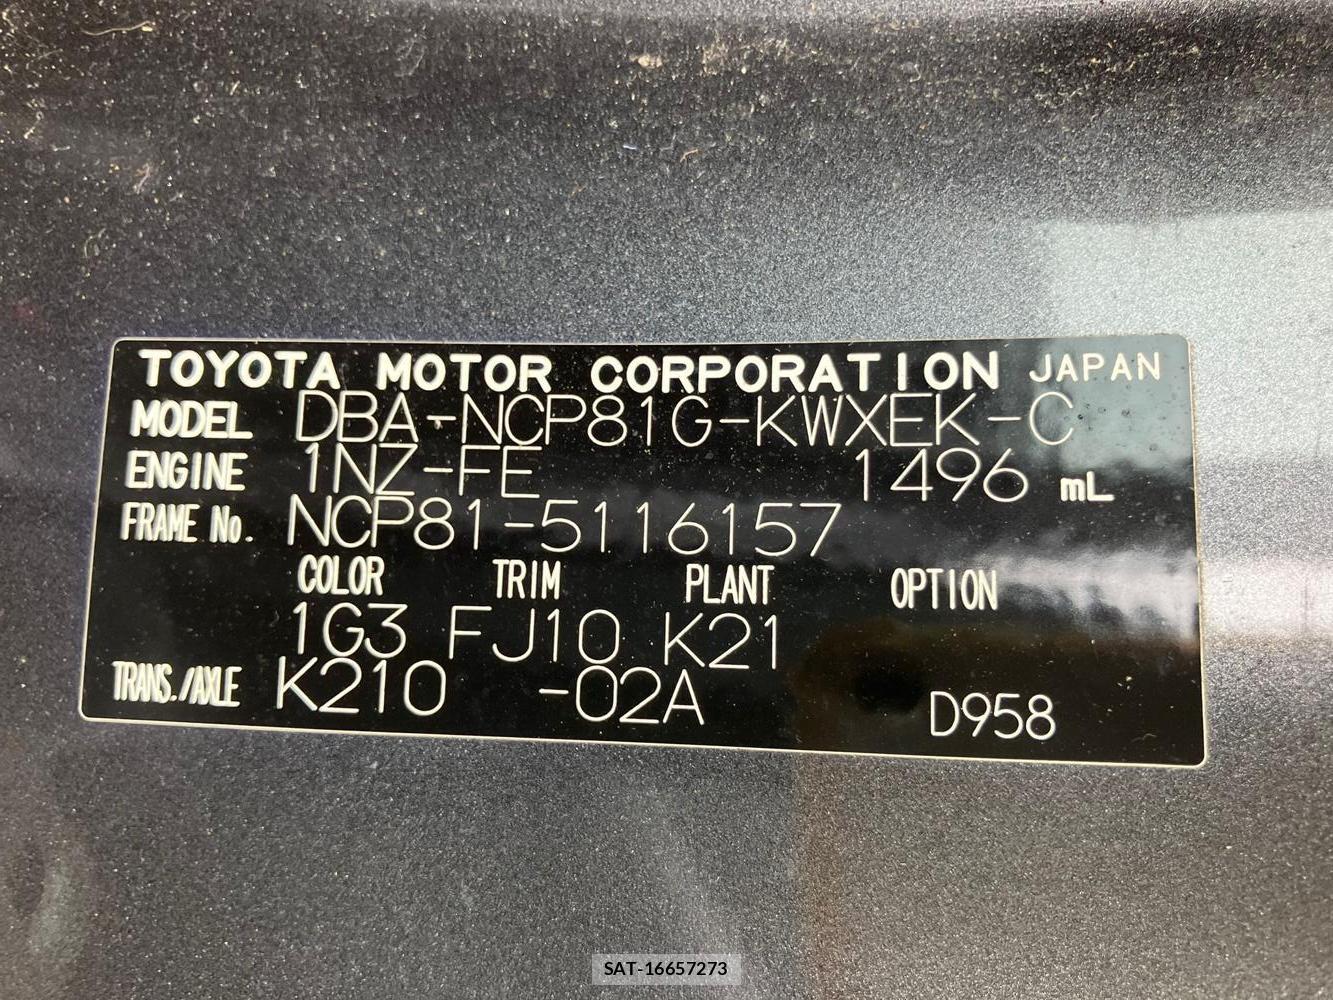 TOYOTA MOTOR CORPORATION JAPAN
MODEL DBA-NCP81G-KWXEK-C
ENGINE 1NZ-FE 1496 mL
FRAME No. NCP81-5116157
COLOR TRIM PLANT OPTION
1G3 FJ10 K21
TRANS./AXLE K210 -02A D958
SAT-16657273